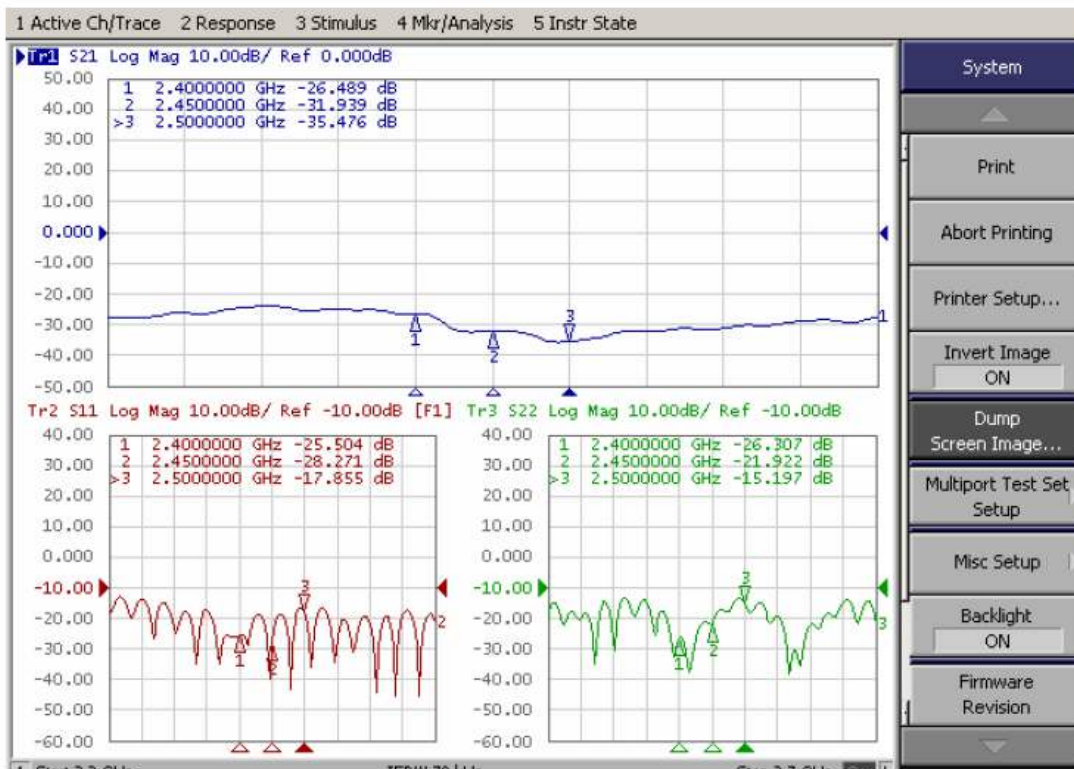 1 Active Ch/Trace 2 Response 3 Stimulus 4 Mkr/Analysis 5 Instr State
Tr1 S21 Log Mag 10.00dB/ Ref 0.000dB
50.00
40.00
30.00
20.00
10.00
0.000
-10.00
-20.00
-30.00
-40.00
-50.00
1 2.4000000 GHz -26.489 dB
2 2.4500000 GHz -31.939 dB
>3 2.5000000 GHz -35.476 dB
1
2
3
1
Tr2 S11 Log Mag 10.00dB/ Ref -10.00dB [F1]
40.00
30.00
20.00
10.00
0.000
-10.00
-20.00
-30.00
-40.00
-50.00
-60.00
1 2.4000000 GHz -25.504 dB
2 2.4500000 GHz -28.271 dB
>3 2.5000000 GHz -17.855 dB
1
2
3
2
Tr3 S22 Log Mag 10.00dB/ Ref -10.00dB
40.00
30.00
20.00
10.00
0.000
-10.00
-20.00
-30.00
-40.00
-50.00
-60.00
1 2.4000000 GHz -26.307 dB
2 2.4500000 GHz -21.922 dB
>3 2.5000000 GHz -15.197 dB
1
2
3
3
System
Print
Abort Printing
Printer Setup...
Invert Image
ON
Dump
Screen Image...
Multiport Test Set
Setup
Misc Setup
Backlight
ON
Firmware
Revision